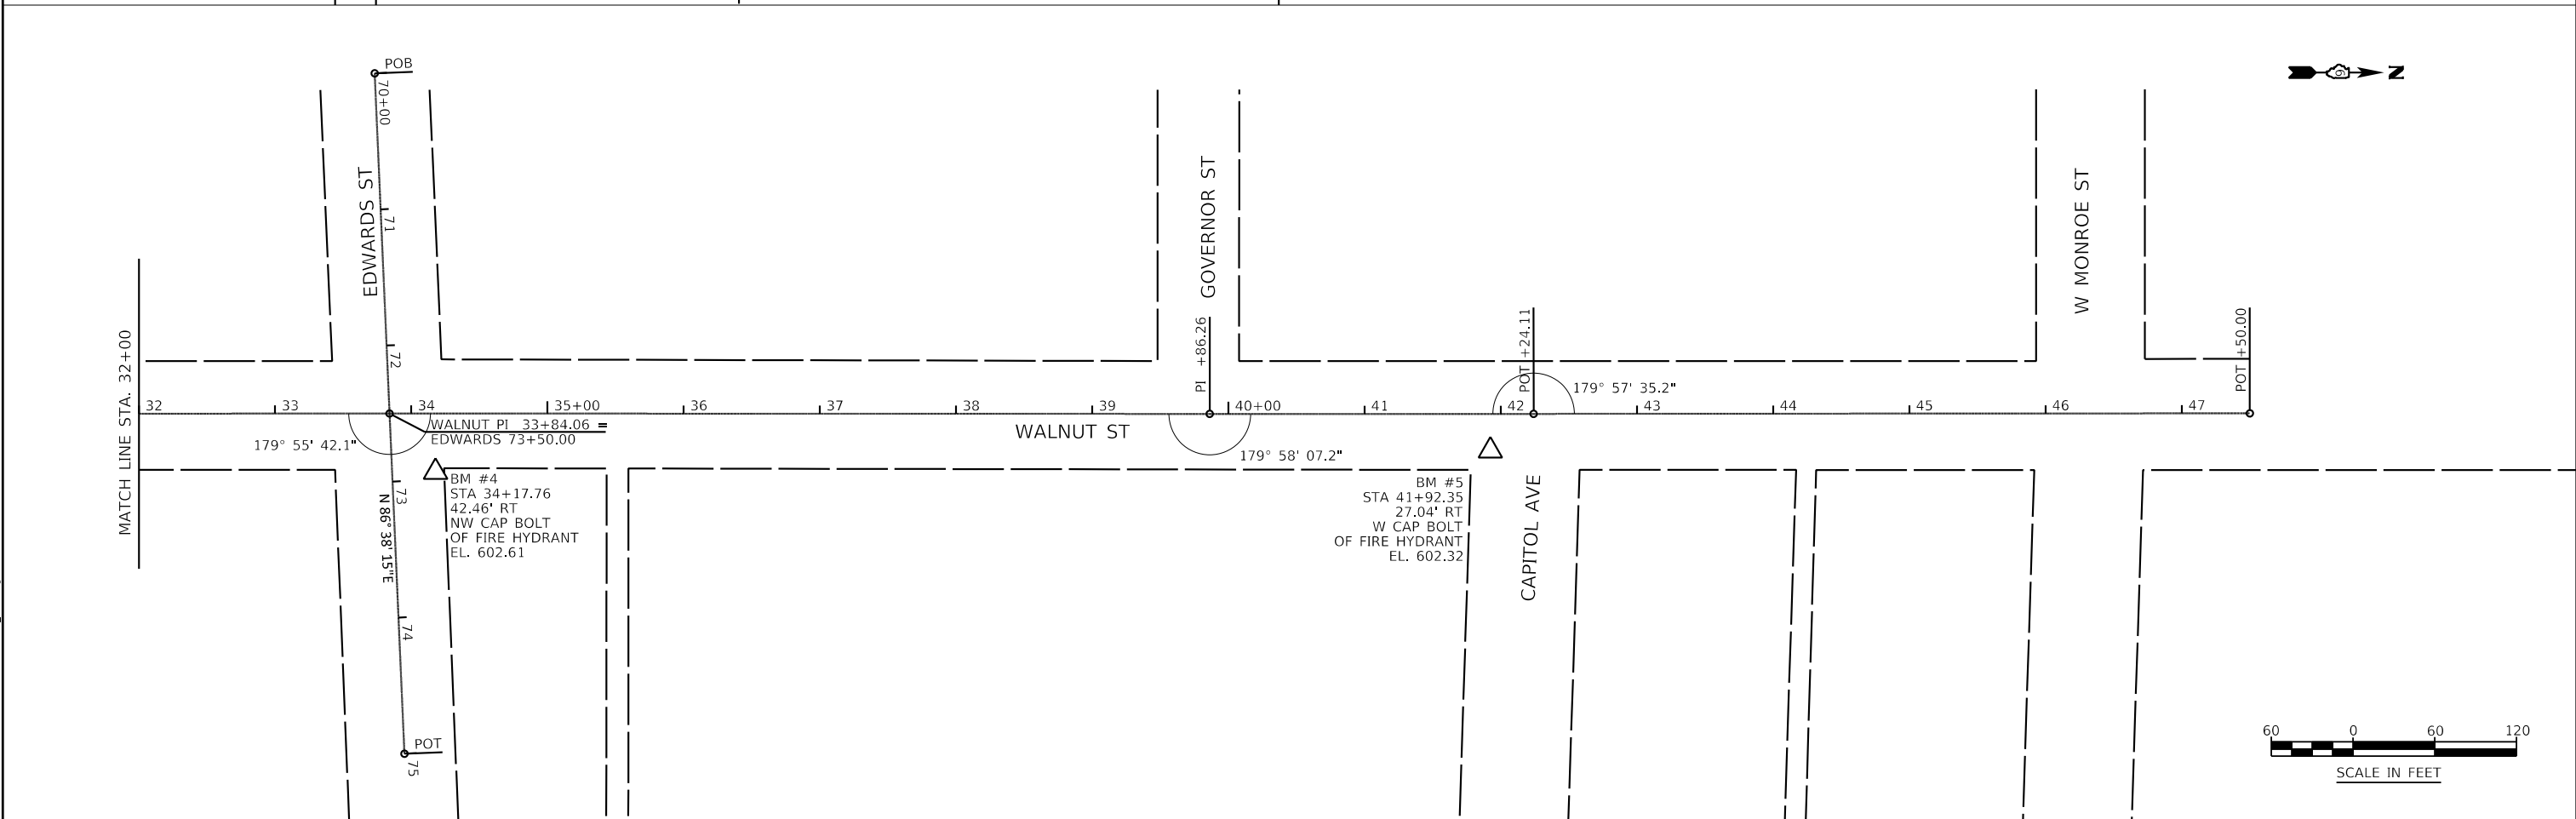 POB
70+00
6
N
71
EDWARDS ST
GOVERNOR ST
W MONROE ST
72
MATCH LINE STA. 32+00
PI +86.26
POT +24.11
POT +50.00
179° 57' 35.2"
32
33
34
35+00
36
37
38
39
40+00
41
42
43
44
45
46
47
WALNUT PI 33+84.06 =
EDWARDS 73+50.00
179° 55' 42.1"
WALNUT ST
179° 58' 07.2"
73
N 86° 38' 15"E
BM #4
STA 34+17.76
42.46' RT
NW CAP BOLT
OF FIRE HYDRANT
EL. 602.61
BM #5
STA 41+92.35
27.04' RT
W CAP BOLT
OF FIRE HYDRANT
EL. 602.32
CAPITOL AVE
74
POT
75
60 0 60 120
SCALE IN FEET